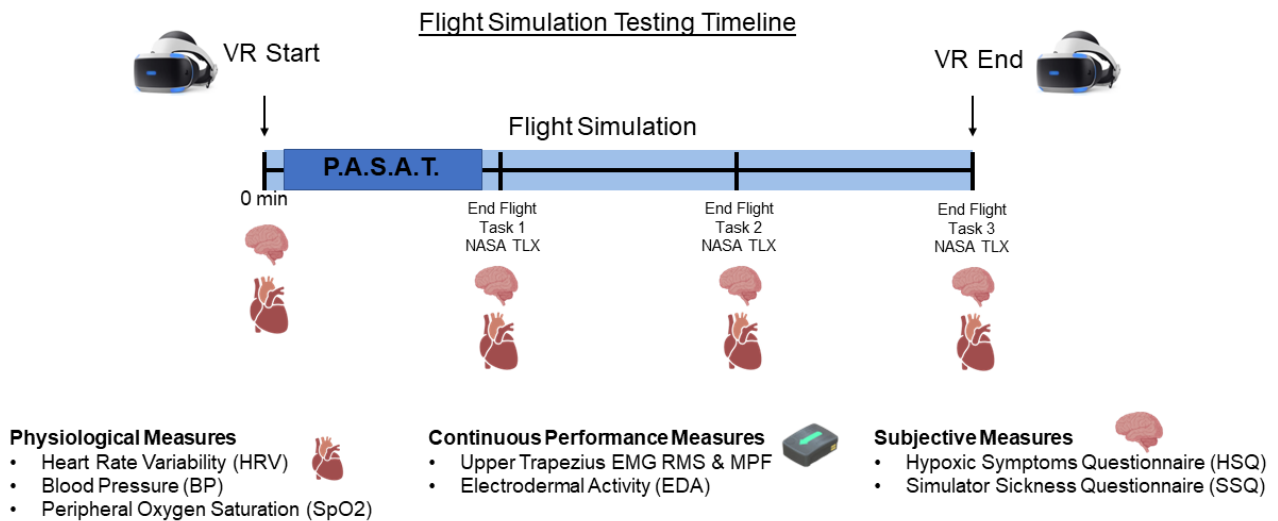 Flight Simulation Testing Timeline
VR Start
VR End
Flight Simulation
P.A.S.A.T.
0 min
End Flight
Task 1
NASA TLX
End Flight
Task 2
NASA TLX
End Flight
Task 3
NASA TLX
Physiological Measures
• Heart Rate Variability (HRV)
• Blood Pressure (BP)
• Peripheral Oxygen Saturation (SpO2)
Continuous Performance Measures
• Upper Trapezius EMG RMS & MPF
• Electrodermal Activity (EDA)
Subjective Measures
• Hypoxic Symptoms Questionnaire (HSQ)
• Simulator Sickness Questionnaire (SSQ)